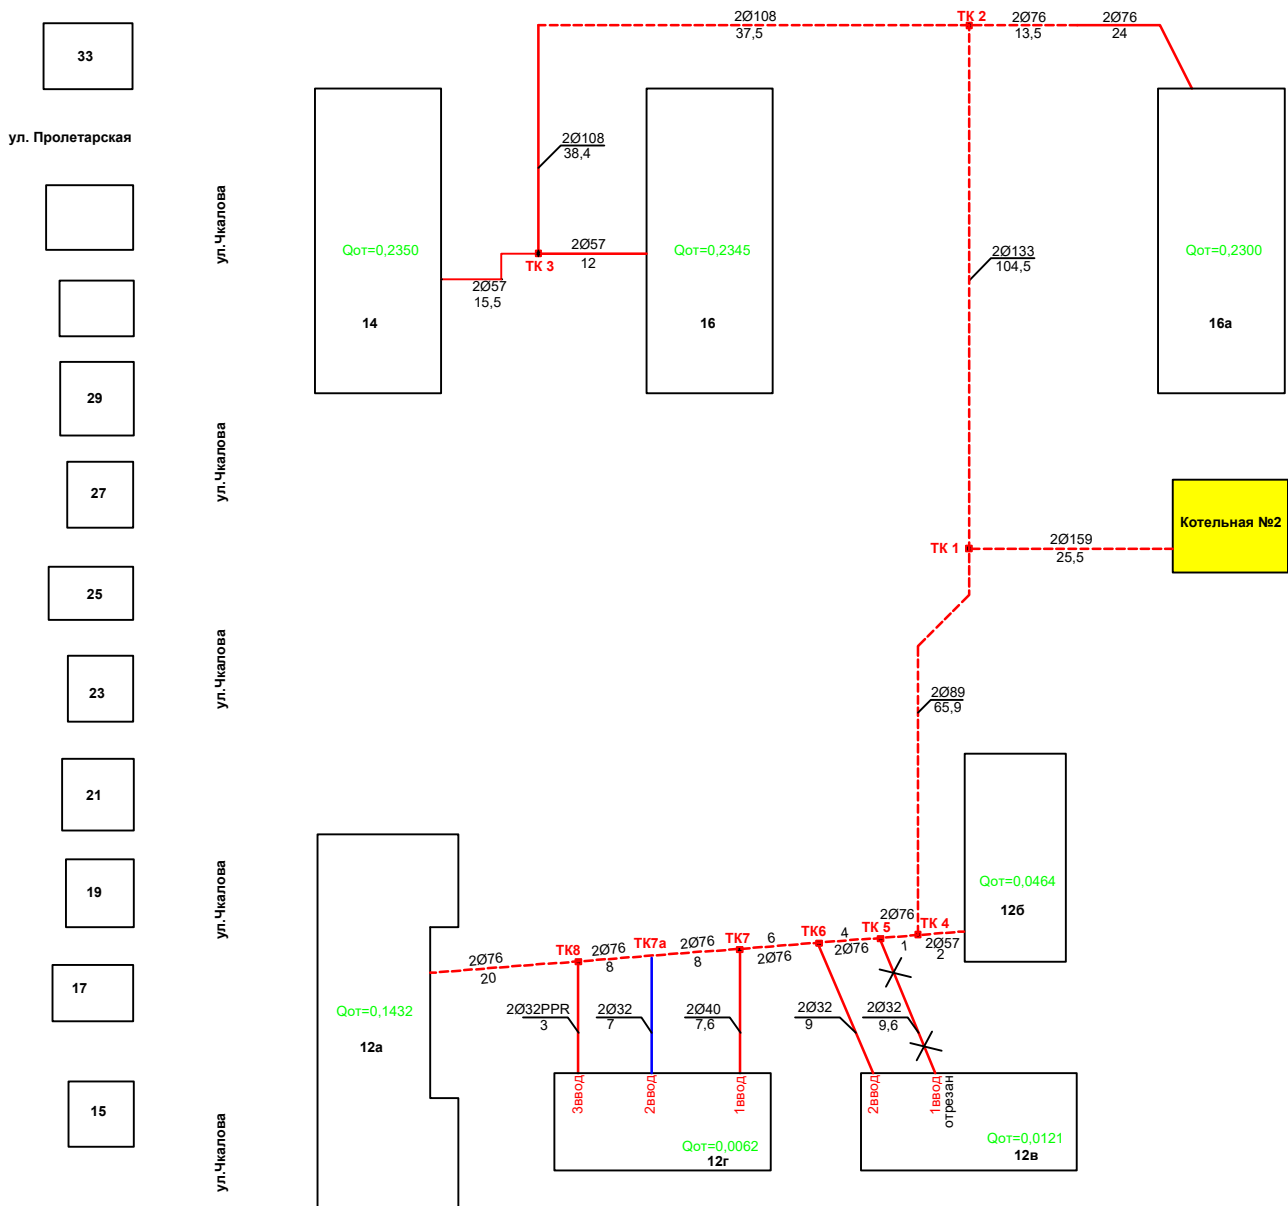 2Ø108
37,5
ТК 2
2Ø76
13,5
2Ø76
24
33
ул. Пролетарская
2Ø108
38,4
ул.Чкалова
Qот=0,2350
2Ø57
12
Qот=0,2345
2Ø133
104,5
Qот=0,2300
ТК 3
2Ø57
15,5
14
16
16а
29
ул.Чкалова
27
Котельная №2
ТК 1
2Ø159
25,5
25
ул.Чкалова
23
2Ø89
65,9
21
19
ул.Чкалова
Qот=0,0464
12б
2Ø76
ТК 4
ТК 5
1
2Ø57
2
4
2Ø76
ТК6
6
2Ø76
ТК7
2Ø76
8
ТК7а
2Ø76
8
ТК8
2Ø76
20
17
Qот=0,1432
12а
2Ø32PPR
3
2Ø32
7
2Ø40
7,6
2Ø32
9
2Ø32
9,6
15
3ввод
2ввод
1ввод
2ввод
1ввод
отрезан
Qот=0,0062
12г
Qот=0,0121
12в
ул.Чкалова